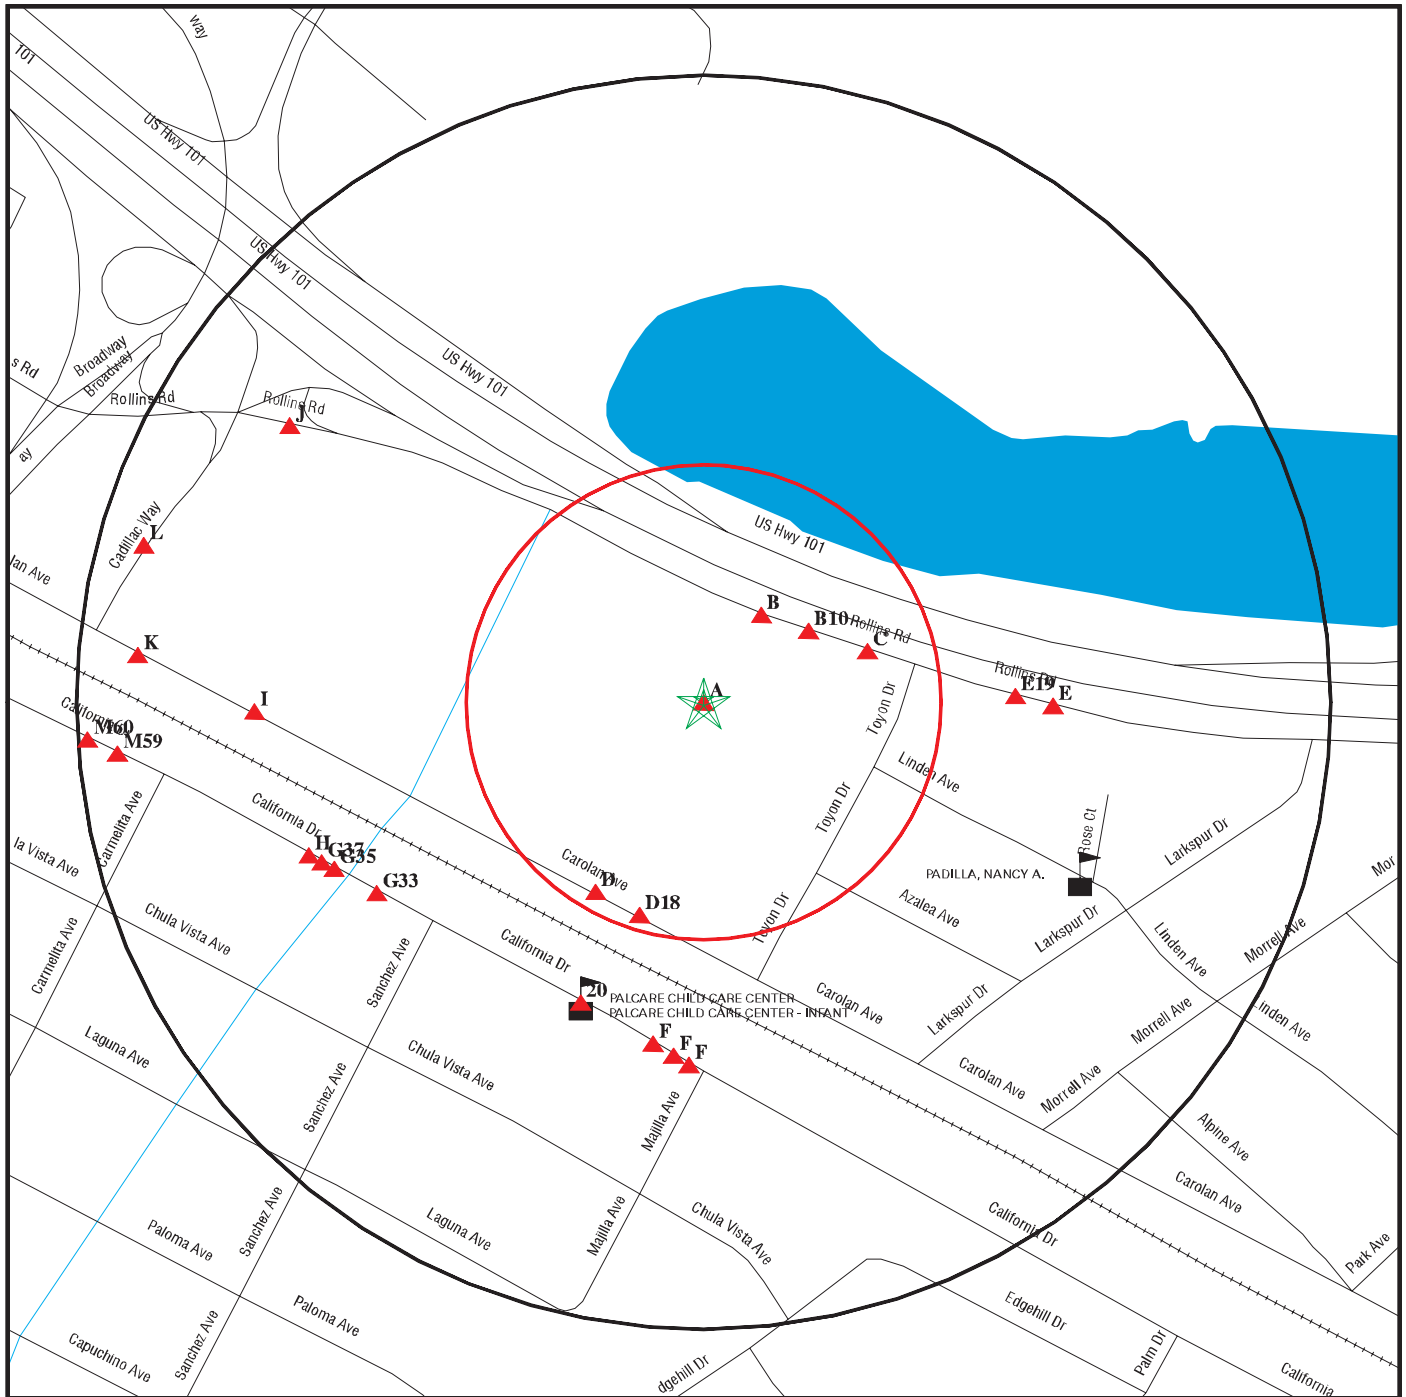 way
101
US Hwy 101
US Hwy 101
US Hwy 101
Broadway
Broadway
s Rd
Rollins Rd
Rollins Rd
J
ay
US Hwy 101
Cadillac Way
L
lan Ave
B
B10
Rollins Rd
C
K
Rollins Rd
E19
E
A
I
Toyon Dr
California Dr
M60
M59
Linden Ave
Toyon Dr
California Dr
Carmelita Ave
Rose Ct
Larkspur Dr
la Vista Ave
H
G37
G35
G33
Carolan Ave
D
D18
PADILLA, NANCY A.
Mor
Azalea Ave
Toyon Dr
Chula Vista Ave
Carmelita Ave
Larkspur Dr
Morrell Ave
California Dr
Sanchez Ave
Linden Ave
20
PALCARE CHILD CARE CENTER
PALCARE CHILD CARE CENTER - INFANT
Carolan Ave
Larkspur Dr
Morrell Ave
inden Ave
Laguna Ave
F
F
F
Chula Vista Ave
Carolan Ave
Morrell Ave
Sanchez Ave
Majilla Ave
Alpine Ave
Carolan Ave
Sanchez Ave
Laguna Ave
Majilla Ave
Chula Vista Ave
California Dr
Paloma Ave
Park Ave
Paloma Ave
Edgehill Dr
Sanchez Ave
Capuchino Ave
dgehill Dr
Palm Dr
California